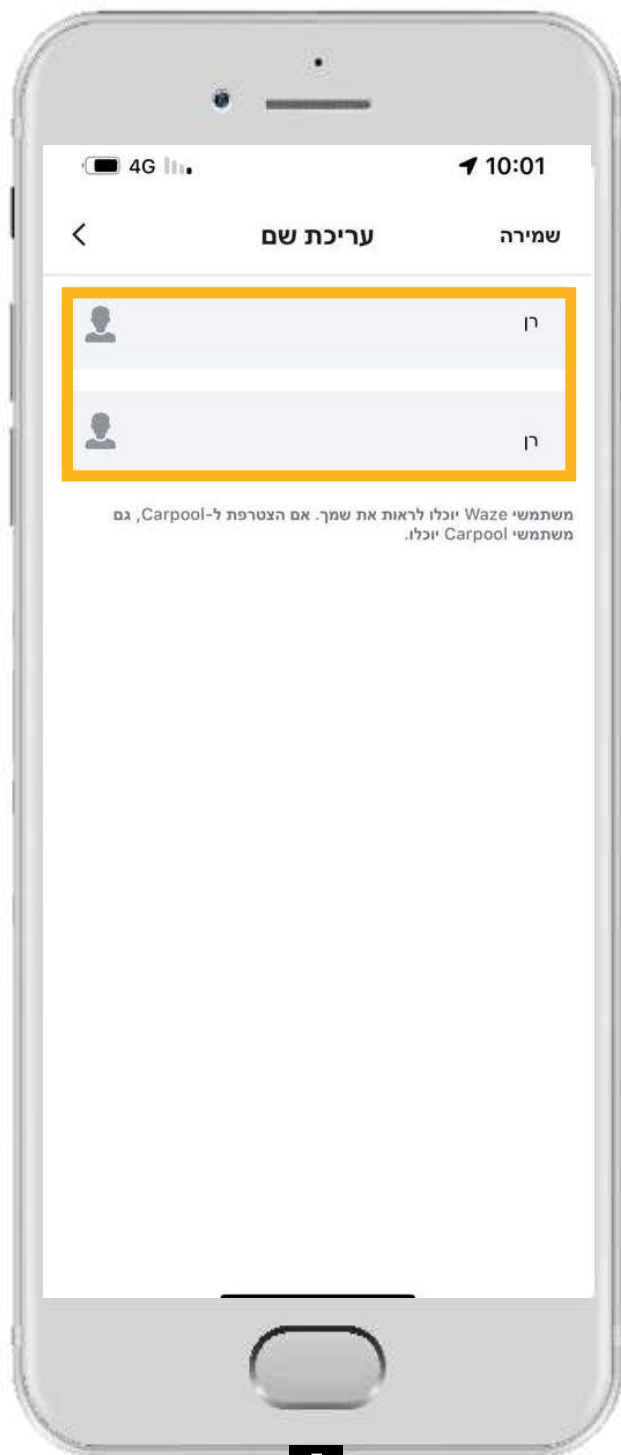 10:01 4G
שמירה עריכת שם
רן
רן
משתמשי Waze יוכלו לראות את שמך. אם הצטרפת ל-Carpool, גם
משתמשי Carpool יוכלו.